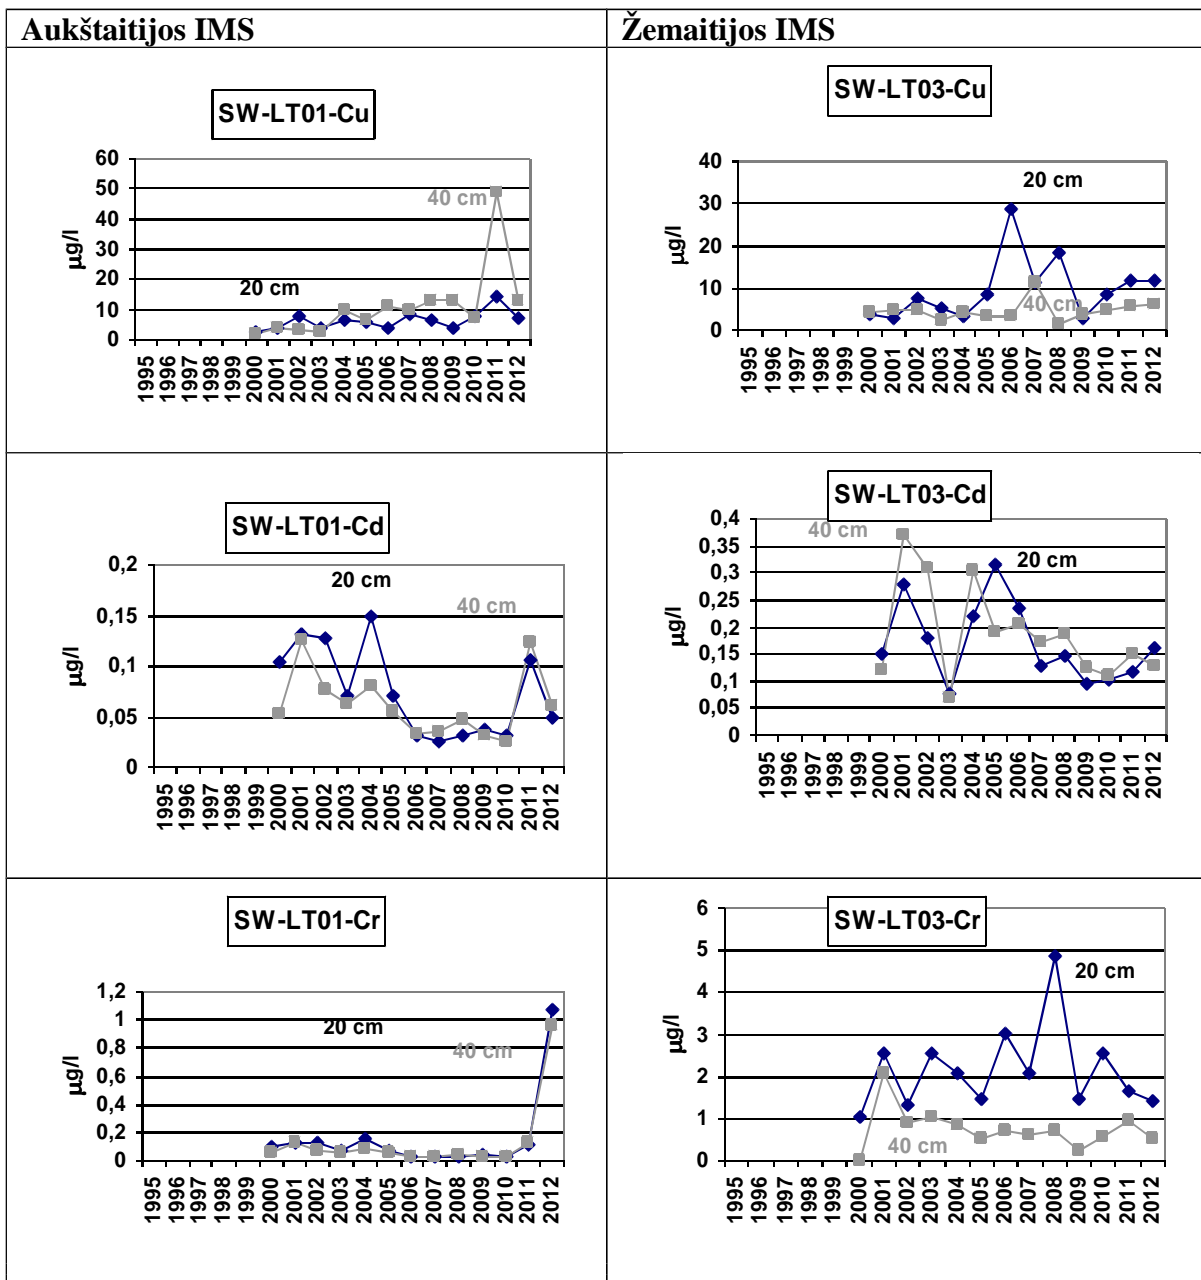 Aukštaitijos IMS
Žemaitijos IMS
SW-LT01-Cu
60
50
40
30
20
10
0
µg/l
40 cm
20 cm
1995 1996 1997 1998 1999 2000 2001 2002 2003 2004 2005 2006 2007 2008 2009 2010 2011 2012
SW-LT03-Cu
40
30
20
10
0
µg/l
20 cm
40 cm
1995 1996 1997 1998 1999 2000 2001 2002 2003 2004 2005 2006 2007 2008 2009 2010 2011 2012
SW-LT01-Cd
0,2
0,15
0,1
0,05
0
µg/l
20 cm
40 cm
1995 1996 1997 1998 1999 2000 2001 2002 2003 2004 2005 2006 2007 2008 2009 2010 2011 2012
SW-LT03-Cd
0,4
0,35
0,3
0,25
0,2
0,15
0,1
0,05
0
µg/l
40 cm
20 cm
1995 1996 1997 1998 1999 2000 2001 2002 2003 2004 2005 2006 2007 2008 2009 2010 2011 2012
SW-LT01-Cr
1,2
1
0,8
0,6
0,4
0,2
0
µg/l
20 cm
40 cm
1995 1996 1997 1998 1999 2000 2001 2002 2003 2004 2005 2006 2007 2008 2009 2010 2011 2012
SW-LT03-Cr
6
5
4
3
2
1
0
µg/l
20 cm
40 cm
1995 1996 1997 1998 1999 2000 2001 2002 2003 2004 2005 2006 2007 2008 2009 2010 2011 2012